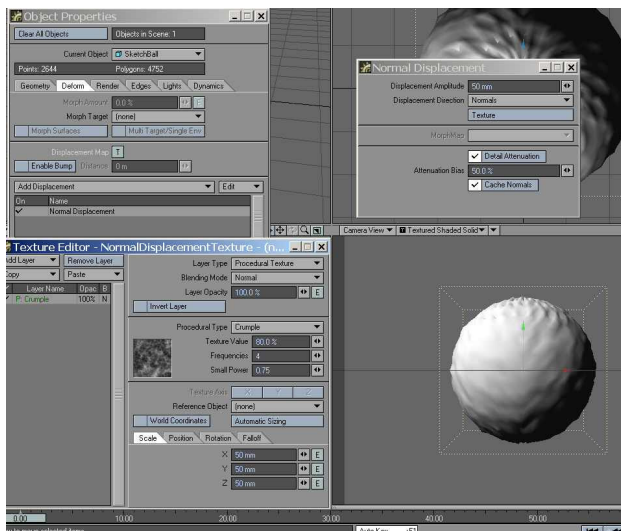 Object Properties
Clear All Objects
Objects in Scene: 1
Current Object
SketchBall
Points: 2644
Polygons: 4752
Geometry
Deform
Render
Edges
Lights
Dynamics
Morph Amount
0.0 %
E
Morph Target
(none)
Morph Surfaces
Multi Target/Single Env
Displacement Map
T
Enable Bump
Distance
0 m
Add Displacement
Edit
On
Name
Normal Displacement
Normal Displacement
Displacement Amplitude
50 mm
Displacement Direction
Normals
Texture
MorphMix
Detail Attenuation
Attenuation Bias
50.0 %
Cache Normals
Camera View
Textured Shaded Solid
Texture Editor - NormalDisplacementTexture - (n...
Add Layer
Remove Layer
Copy
Paste
Layer Name
Opac
B
P: Crumple
100%
N
Layer Type
Procedural Texture
Blending Mode
Normal
Layer Opacity
100.0 %
E
Invert Layer
Procedural Type
Crumple
Texture Value
80.0 %
Frequencies
4
Small Power
0.75
Texture Axis
X
Y
Z
Reference Object
(none)
World Coordinates
Automatic Sizing
Scale
Position
Rotation
Falloff
X
50 mm
E
Y
50 mm
E
Z
50 mm
E
0.00
10.00
20.00
30.00
40.00
50.00
to move selected items
Auto Key